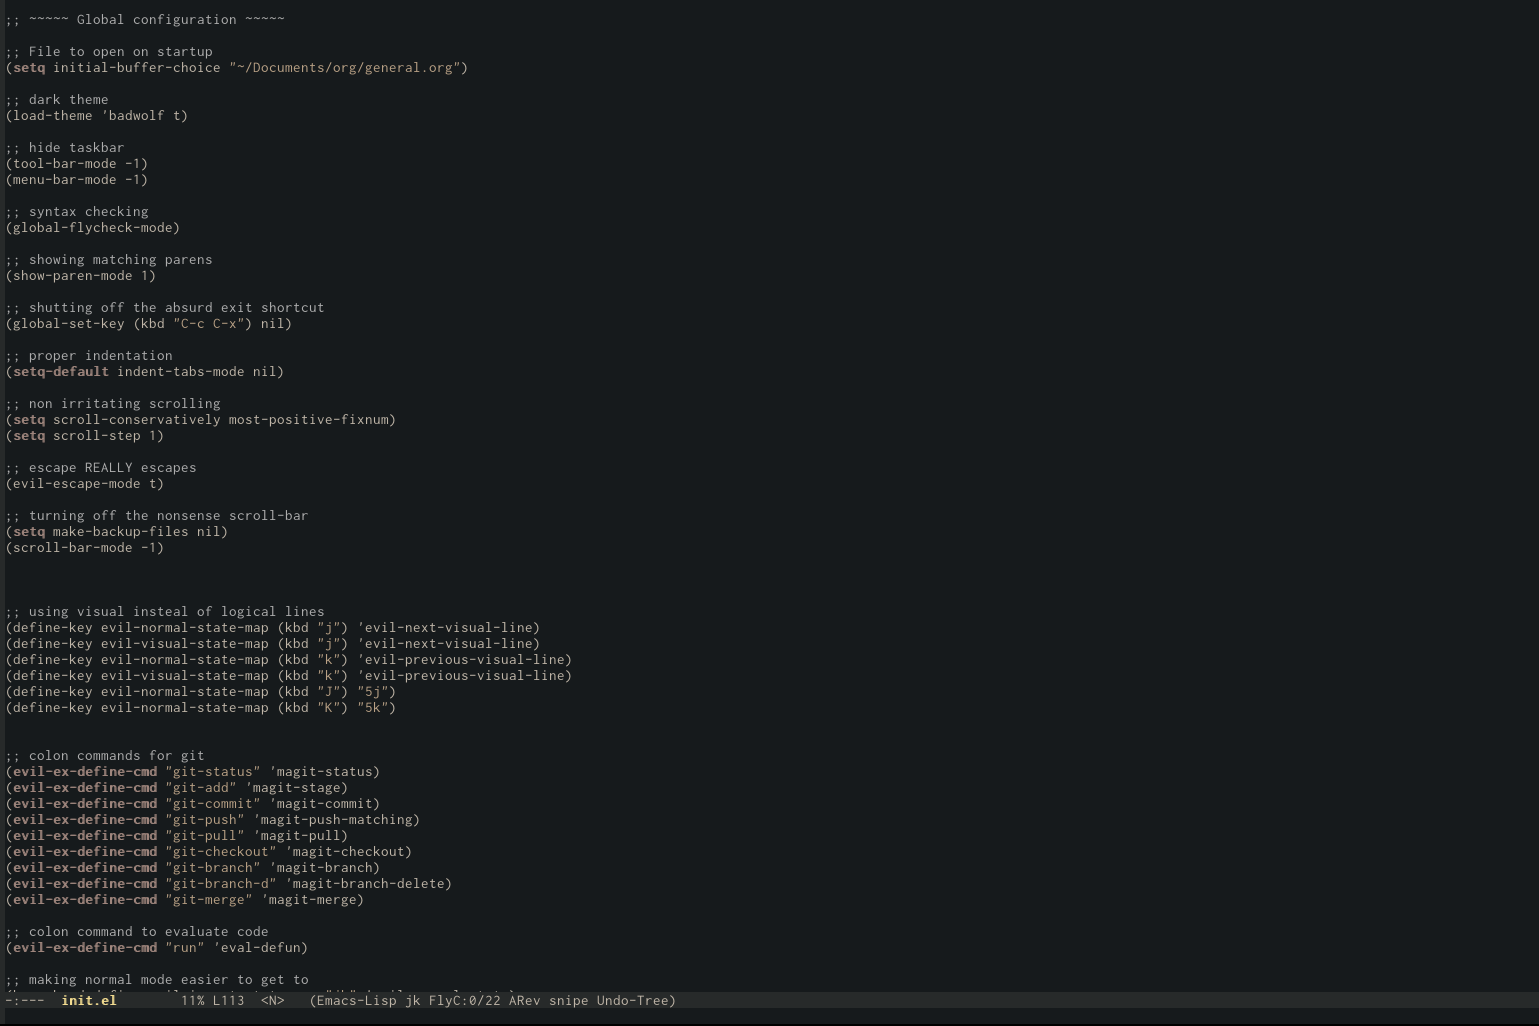 ;; ~~~~~ Global configuration ~~~~~
;; File to open on startup
(setq initial-buffer-choice "~/Documents/org/general.org")
;; dark theme
(load-theme 'badwolf t)
;; hide taskbar
(tool-bar-mode -1)
(menu-bar-mode -1)
;; syntax checking
(global-flycheck-mode)
;; showing matching parens
(show-paren-mode 1)
;; shutting off the absurd exit shortcut
(global-set-key (kbd "C-c C-x") nil)
;; proper indentation
(setq-default indent-tabs-mode nil)
;; non irritating scrolling
(setq scroll-conservatively most-positive-fixnum)
(setq scroll-step 1)
;; escape REALLY escapes
(evil-escape-mode t)
;; turning off the nonsense scroll-bar
(setq make-backup-files nil)
(scroll-bar-mode -1)
;; using visual insteal of logical lines
(define-key evil-normal-state-map (kbd "j") 'evil-next-visual-line)
(define-key evil-visual-state-map (kbd "j") 'evil-next-visual-line)
(define-key evil-normal-state-map (kbd "k") 'evil-previous-visual-line)
(define-key evil-visual-state-map (kbd "k") 'evil-previous-visual-line)
(define-key evil-normal-state-map (kbd "J") "5j")
(define-key evil-normal-state-map (kbd "K") "5k")
;; colon commands for git
(evil-ex-define-cmd "git-status" 'magit-status)
(evil-ex-define-cmd "git-add" 'magit-stage)
(evil-ex-define-cmd "git-commit" 'magit-commit)
(evil-ex-define-cmd "git-push" 'magit-push-matching)
(evil-ex-define-cmd "git-pull" 'magit-pull)
(evil-ex-define-cmd "git-checkout" 'magit-checkout)
(evil-ex-define-cmd "git-branch" 'magit-branch)
(evil-ex-define-cmd "git-branch-d" 'magit-branch-delete)
(evil-ex-define-cmd "git-merge" 'magit-merge)
;; colon command to evaluate code
(evil-ex-define-cmd "run" 'eval-defun)
;; making normal mode easier to get to
-:--- init.el 11% L113 <N> (Emacs-Lisp jk FlyC:0/22 ARev snipe Undo-Tree)